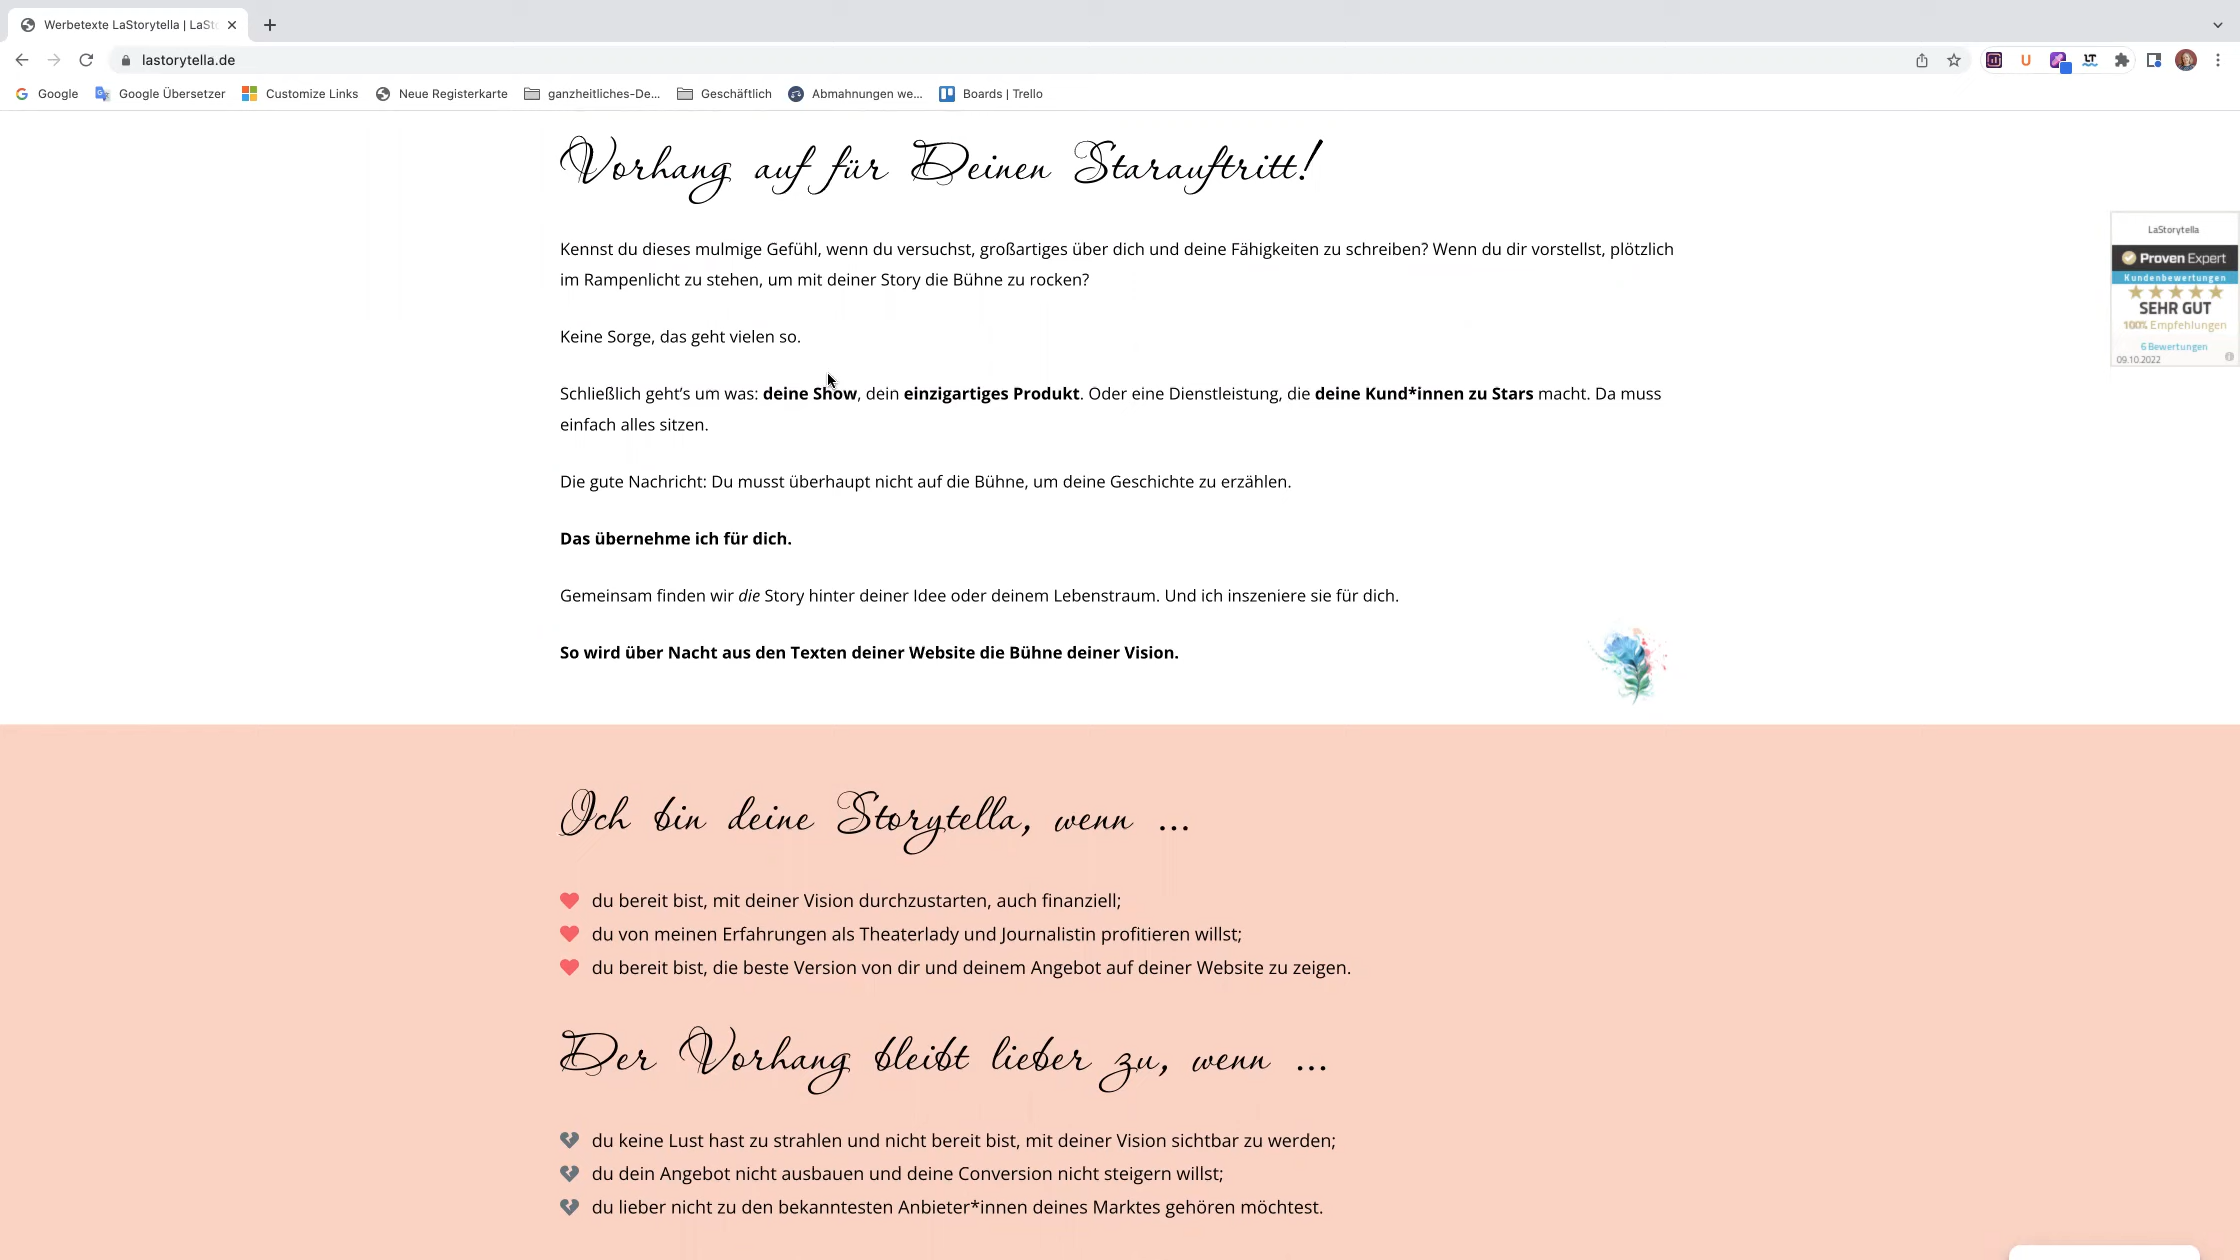 Werbetexte LaStorytella | LaSt
lastorytella.de
Google
Google Übersetzer
Customize Links
Neue Registerkarte
ganzheitliches-De...
Geschäftlich
Abmahnungen we...
Boards | Trello
Vorhang auf für Deinen Starauftritt!
Kennst du dieses mulmige Gefühl, wenn du versuchst, großartiges über dich und deine Fähigkeiten zu schreiben? Wenn du dir vorstellst, plötzlich
im Rampenlicht zu stehen, um mit deiner Story die Bühne zu rocken?
Keine Sorge, das geht vielen so.
Schließlich geht’s um was: deine Show, dein einzigartiges Produkt. Oder eine Dienstleistung, die deine Kund*innen zu Stars macht. Da muss
einfach alles sitzen.
Die gute Nachricht: Du musst überhaupt nicht auf die Bühne, um deine Geschichte zu erzählen.
Das übernehme ich für dich.
Gemeinsam finden wir die Story hinter deiner Idee oder deinem Lebenstraum. Und ich inszeniere sie für dich.
So wird über Nacht aus den Texten deiner Website die Bühne deiner Vision.
LaStorytella
Proven Expert
Kundenbewertungen
SEHR GUT
100% Empfehlungen
6 Bewertungen
09.10.2022
Ich bin deine Storytella, wenn ...
du bereit bist, mit deiner Vision durchzustarten, auch finanziell;
du von meinen Erfahrungen als Theaterlady und Journalistin profitieren willst;
du bereit bist, die beste Version von dir und deinem Angebot auf deiner Website zu zeigen.
Der Vorhang bleibt lieber zu, wenn ...
du keine Lust hast zu strahlen und nicht bereit bist, mit deiner Vision sichtbar zu werden;
du dein Angebot nicht ausbauen und deine Conversion nicht steigern willst;
du lieber nicht zu den bekanntesten Anbieter*innen deines Marktes gehören möchtest.